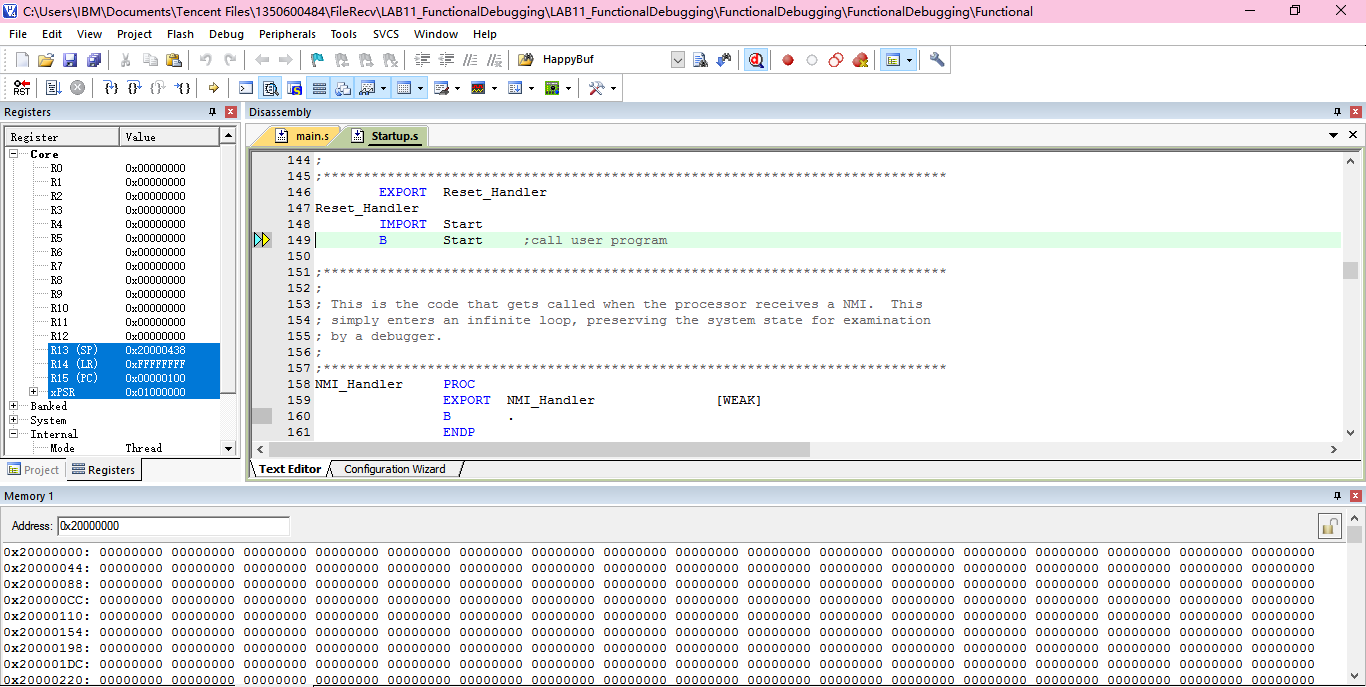 C:\Users\IBM\Documents\Tencent Files\1350600484\FileRecv\LAB11_FunctionalDebugging\LAB11_FunctionalDebugging\FunctionalDebugging\FunctionalDebugging\Functional
File Edit View Project Flash Debug Peripherals Tools SVCS Window Help
HappyBuf
RST
Registers
Register Value
Core
R0 0x00000000
R1 0x00000000
R2 0x00000000
R3 0x00000000
R4 0x00000000
R5 0x00000000
R6 0x00000000
R7 0x00000000
R8 0x00000000
R9 0x00000000
R10 0x00000000
R11 0x00000000
R12 0x00000000
R13 (SP) 0x20000438
R14 (LR) 0xFFFFFFFF
R15 (PC) 0x00000100
xPSR 0x01000000
Banked
System
Internal
Mode Thread
Project Registers
Disassembly
main.s Startup.s
144 ;
145 ;******************************************************************************
146 EXPORT Reset_Handler
147 Reset_Handler
148 IMPORT Start
149 B Start ;call user program
150
151 ;******************************************************************************
152 ;
153 ; This is the code that gets called when the processor receives a NMI. This
154 ; simply enters an infinite loop, preserving the system state for examination
155 ; by a debugger.
156 ;
157 ;******************************************************************************
158 NMI_Handler PROC
159 EXPORT NMI_Handler [WEAK]
160 B .
161 ENDP
Text Editor Configuration Wizard
Memory 1
Address: 0x20000000
0x20000000: 00000000 00000000 00000000 00000000 00000000 00000000 00000000 00000000 00000000 00000000 00000000 00000000 00000000 00000000 00000000 00000000 00000000
0x20000044: 00000000 00000000 00000000 00000000 00000000 00000000 00000000 00000000 00000000 00000000 00000000 00000000 00000000 00000000 00000000 00000000 00000000
0x20000088: 00000000 00000000 00000000 00000000 00000000 00000000 00000000 00000000 00000000 00000000 00000000 00000000 00000000 00000000 00000000 00000000 00000000
0x200000CC: 00000000 00000000 00000000 00000000 00000000 00000000 00000000 00000000 00000000 00000000 00000000 00000000 00000000 00000000 00000000 00000000 00000000
0x20000110: 00000000 00000000 00000000 00000000 00000000 00000000 00000000 00000000 00000000 00000000 00000000 00000000 00000000 00000000 00000000 00000000 00000000
0x20000154: 00000000 00000000 00000000 00000000 00000000 00000000 00000000 00000000 00000000 00000000 00000000 00000000 00000000 00000000 00000000 00000000 00000000
0x20000198: 00000000 00000000 00000000 00000000 00000000 00000000 00000000 00000000 00000000 00000000 00000000 00000000 00000000 00000000 00000000 00000000 00000000
0x200001DC: 00000000 00000000 00000000 00000000 00000000 00000000 00000000 00000000 00000000 00000000 00000000 00000000 00000000 00000000 00000000 00000000 00000000
0x20000220: 00000000 00000000 00000000 00000000 00000000 00000000 00000000 00000000 00000000 00000000 00000000 00000000 00000000 00000000 00000000 00000000 00000000